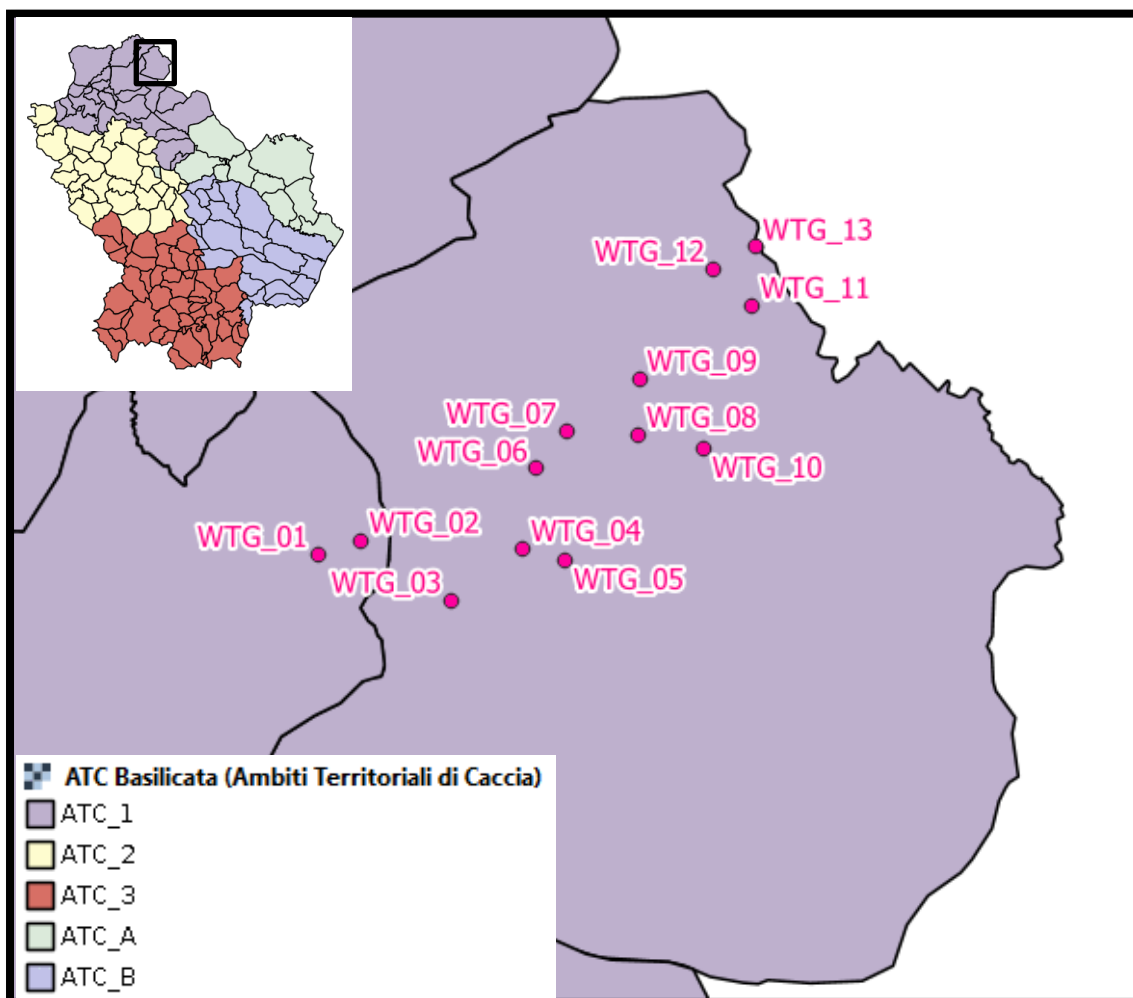 WTG_13
WTG_12
WTG_11
WTG_09
WTG_07
WTG_08
WTG_06
WTG_10
WTG_02
WTG_01
WTG_04
WTG_05
WTG_03
ATC Basilicata (Ambiti Territoriali di Caccia)
ATC_1
ATC_2
ATC_3
ATC_A
ATC_B